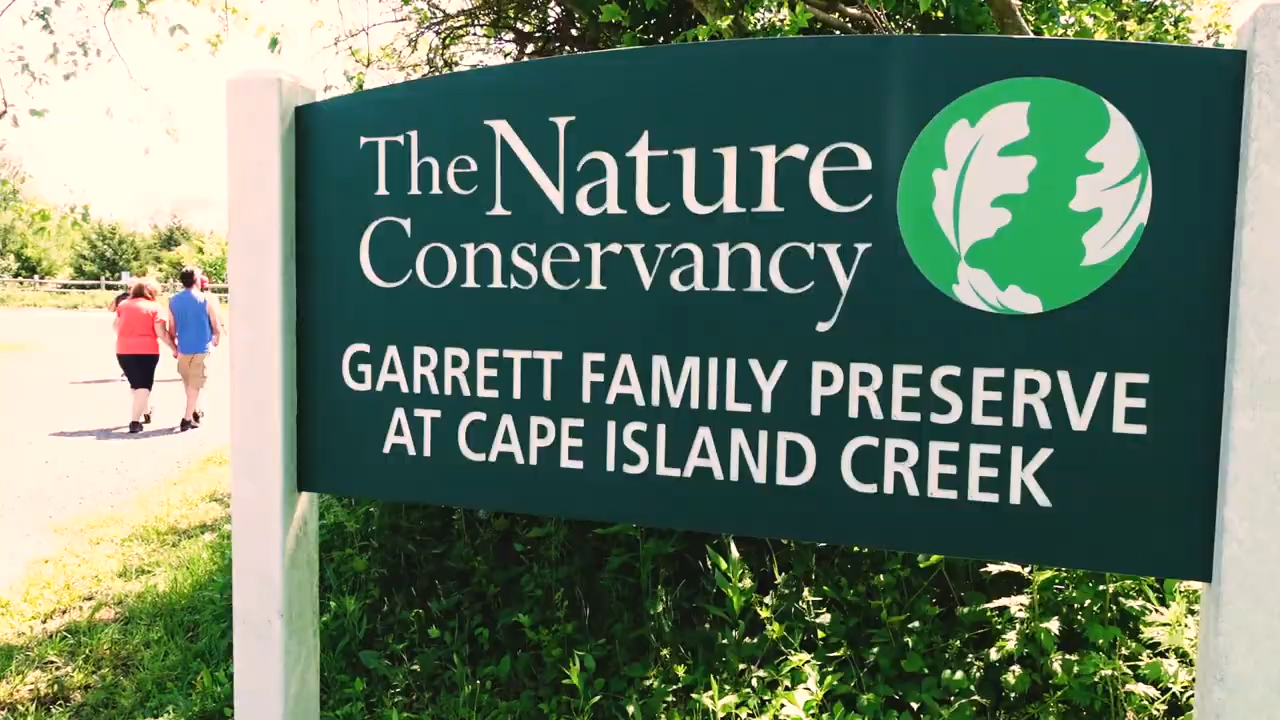 The Nature
Conservancy
GARRETT FAMILY PRESERVE
AT CAPE ISLAND CREEK